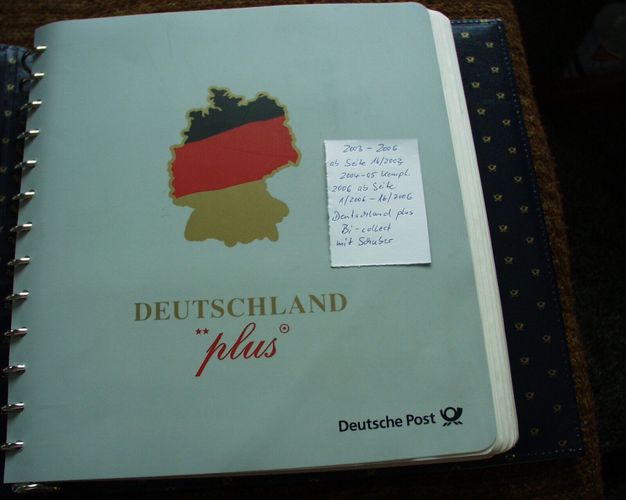 2003 - 2006
ab Seite 16/2003
2004-05 kompl.
2006 ab Seite
1/2006 - 16/2006
Deutschland plus
Bi-collect
mit Schuber
DEUTSCHLAND
**plus
Deutsche Post